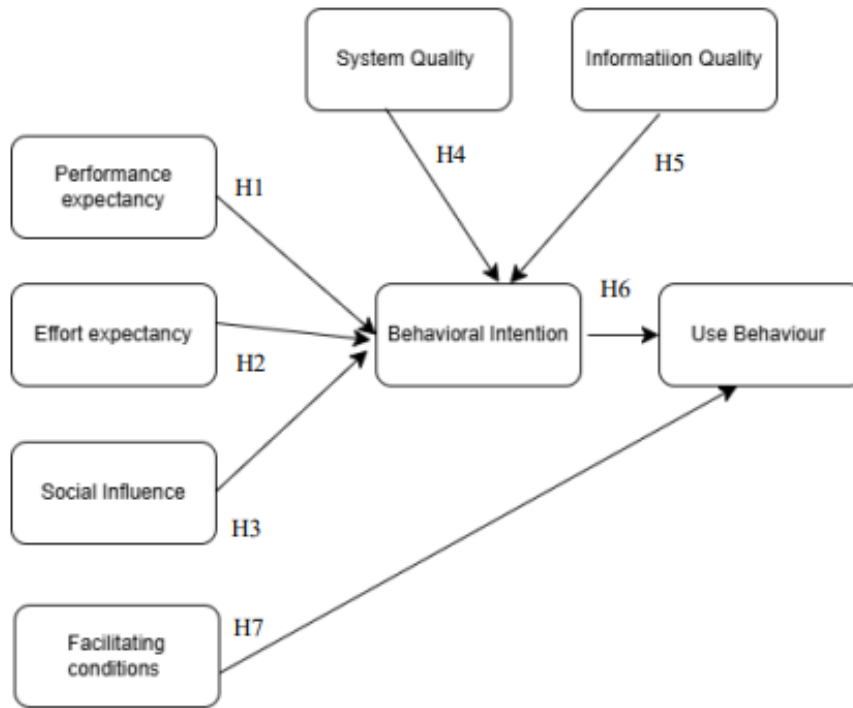 System Quality
Informatiion Quality
H4
H5
Performance
expectancy
H1
Effort expectancy
H2
Behavioral Intention
H6
Use Behaviour
Social Influence
H3
Facilitating
conditions
H7